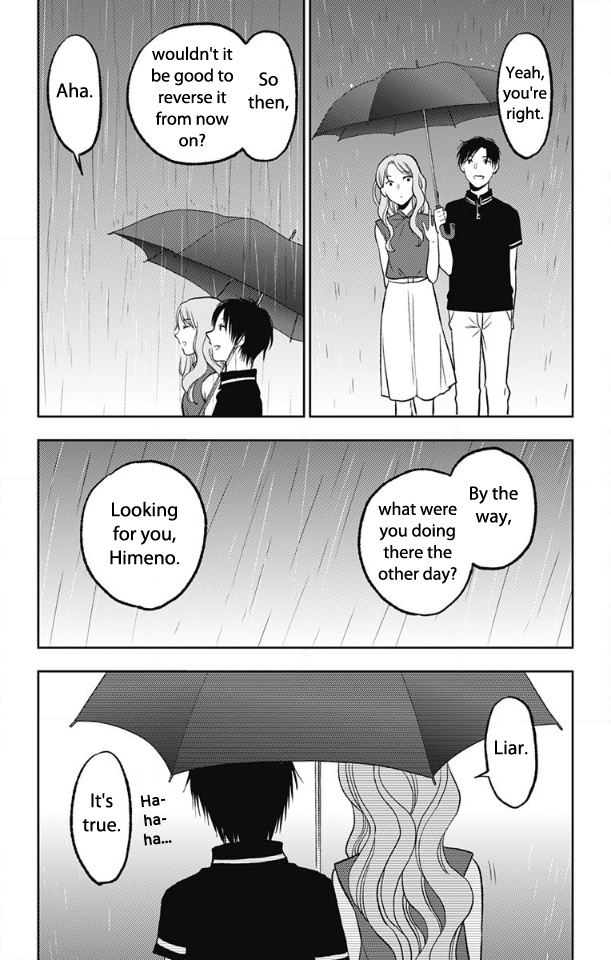 Yeah,
you're
right.
So
then,
wouldn't it
be good to
reverse it
from now
on?
Aha.
By the
way,
what were
you doing
there the
other day?
Looking
for you,
Himeno.
Liar.
Ha-
ha-
ha...
It's
true.